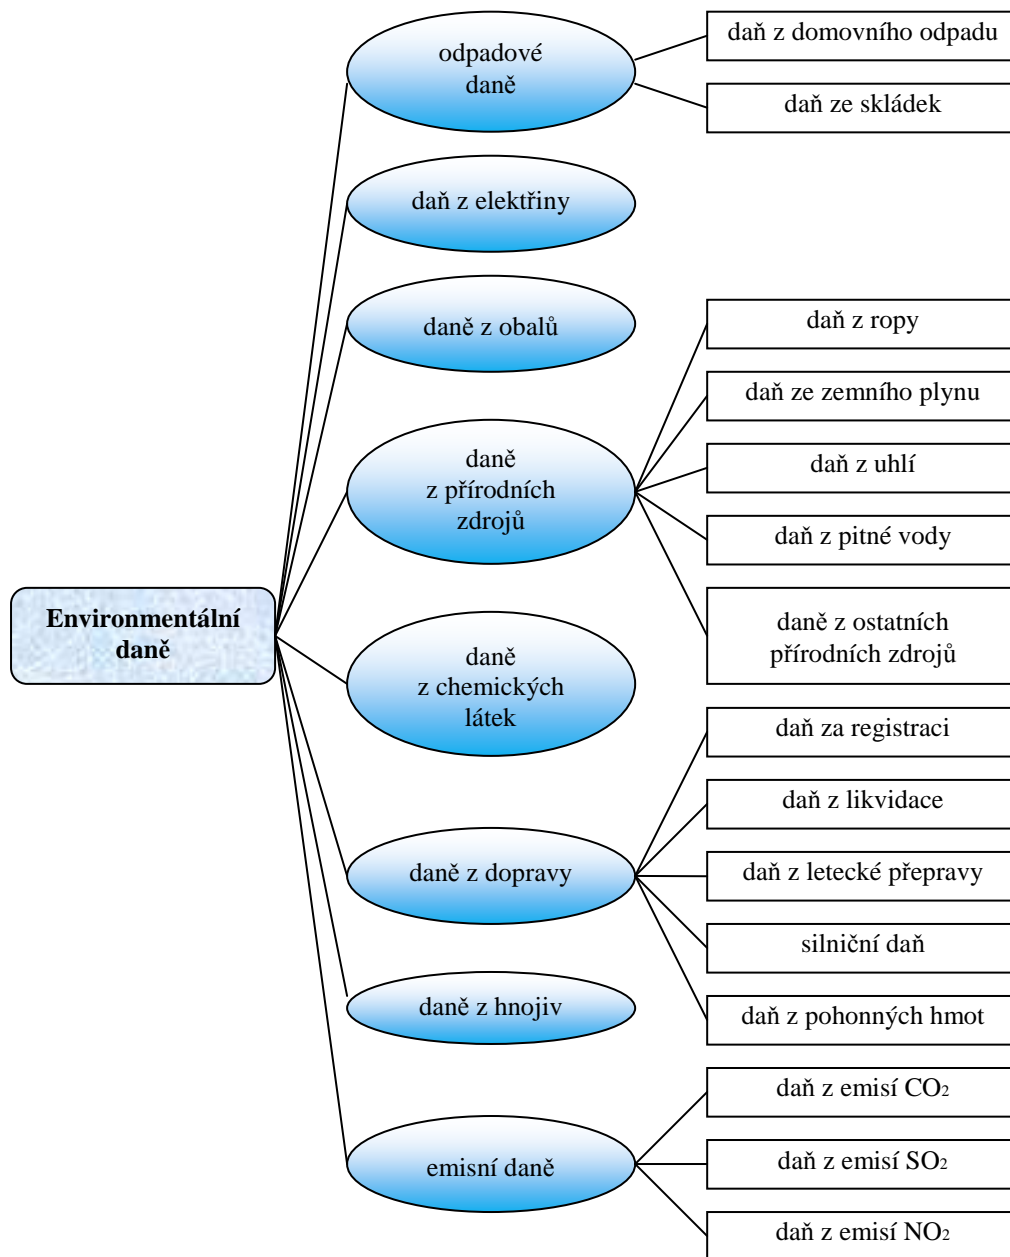 Environmentální
daně
odpadové
daně
daň z domovního odpadu
daň ze skládek
daň z elektřiny
daně z obalů
daně
z přírodních
zdrojů
daň z ropy
daň ze zemního plynu
daň z uhlí
daň z pitné vody
daně z ostatních
přírodních zdrojů
daně
z chemických
látek
daně z dopravy
daň za registraci
daň z likvidace
daň z letecké přepravy
silniční daň
daň z pohonných hmot
daně z hnojiv
emisní daně
daň z emisí CO₂
daň z emisí SO₂
daň z emisí NO₂